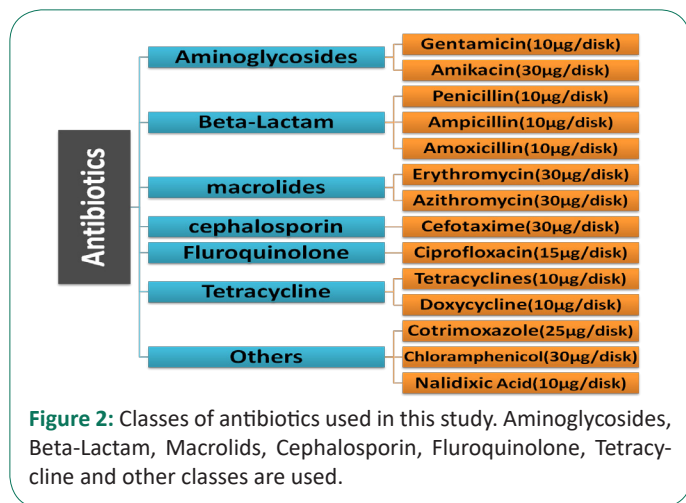 Antibiotics
Aminoglycosides
Gentamicin(10µg/disk)
Amikacin(30µg/disk)
Beta-Lactam
Penicillin(10µg/disk)
Ampicillin(10µg/disk)
Amoxicillin(10µg/disk)
macrolides
Erythromycin(30µg/disk)
Azithromycin(30µg/disk)
cephalosporin
Cefotaxime(30µg/disk)
Fluroquinolone
Ciprofloxacin(15µg/disk)
Tetracycline
Tetracyclines(10µg/disk)
Doxycycline(10µg/disk)
Others
Cotrimoxazole(25µg/disk)
Chloramphenicol(30µg/disk)
Nalidixic Acid(10µg/disk)
Figure 2: Classes of antibiotics used in this study. Aminoglycosides,
Beta-Lactam, Macrolids, Cephalosporin, Fluroquinolone, Tetracy-
cline and other classes are used.